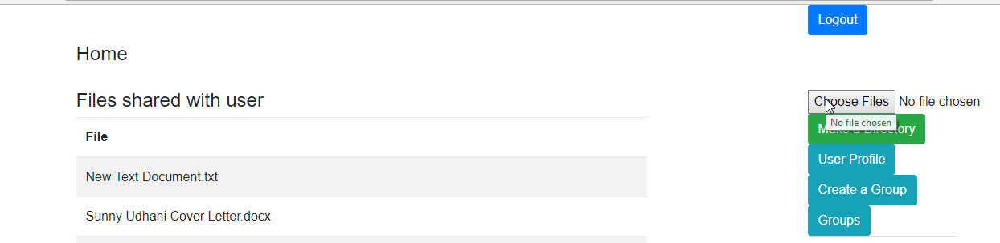 Logout
Home
Files shared with user
Choose Files No file chosen
No file chosen
File
Make a Directory
New Text Document.txt
User Profile
Create a Group
Sunny Udhani Cover Letter.docx
Groups